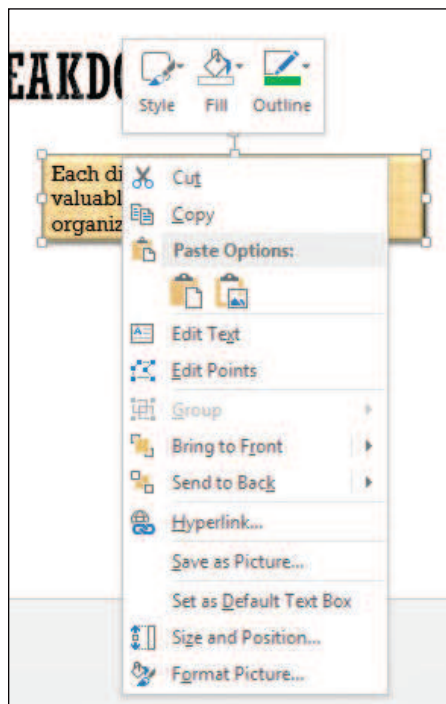 EAKDO
Style Fill Outline
Each di
valuabl
organiz
Cut
Copy
Paste Options:
Edit Text
Edit Points
Group
Bring to Front
Send to Back
Hyperlink...
Save as Picture...
Set as Default Text Box
Size and Position...
Format Picture...